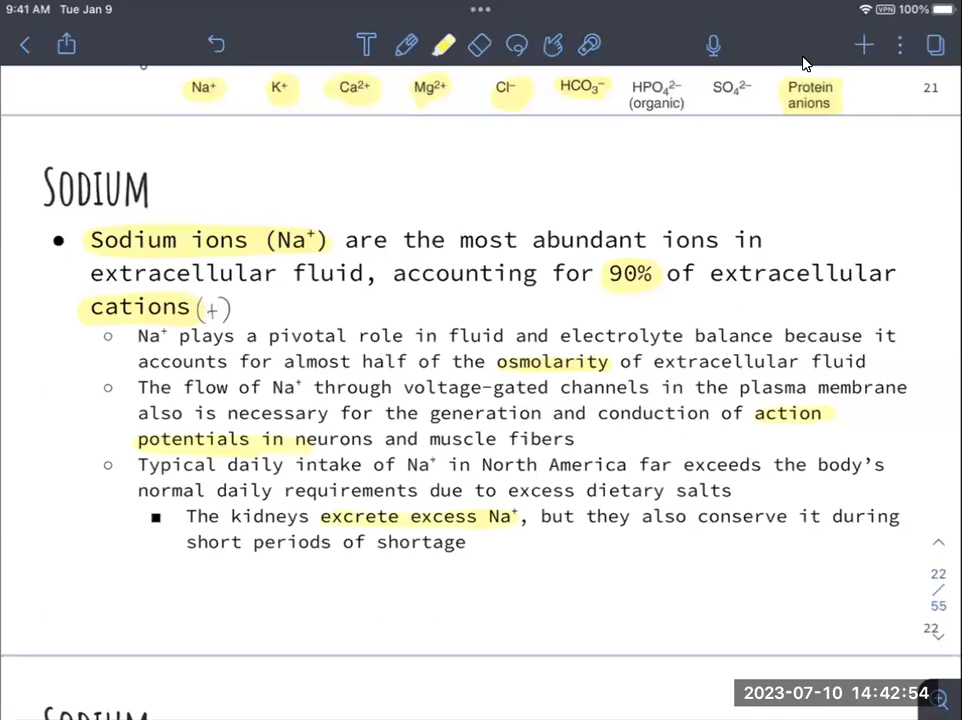 9:41 AM Tue Jan 9
VPN 100%
Na⁺ K⁺ Ca²⁺ Mg²⁺ Cl⁻ HCO₃⁻ HPO₄²⁻ SO₄²⁻ Protein 21
(organic) anions
SODIUM
● Sodium ions (Na⁺) are the most abundant ions in
extracellular fluid, accounting for 90% of extracellular
cations (+)
○ Na⁺ plays a pivotal role in fluid and electrolyte balance because it
accounts for almost half of the osmolarity of extracellular fluid
○ The flow of Na⁺ through voltage-gated channels in the plasma membrane
also is necessary for the generation and conduction of action
potentials in neurons and muscle fibers
○ Typical daily intake of Na⁺ in North America far exceeds the body's
normal daily requirements due to excess dietary salts
■ The kidneys excrete excess Na⁺, but they also conserve it during
short periods of shortage
22
/
55
22
2023-07-10 14:42:54
SODIUM